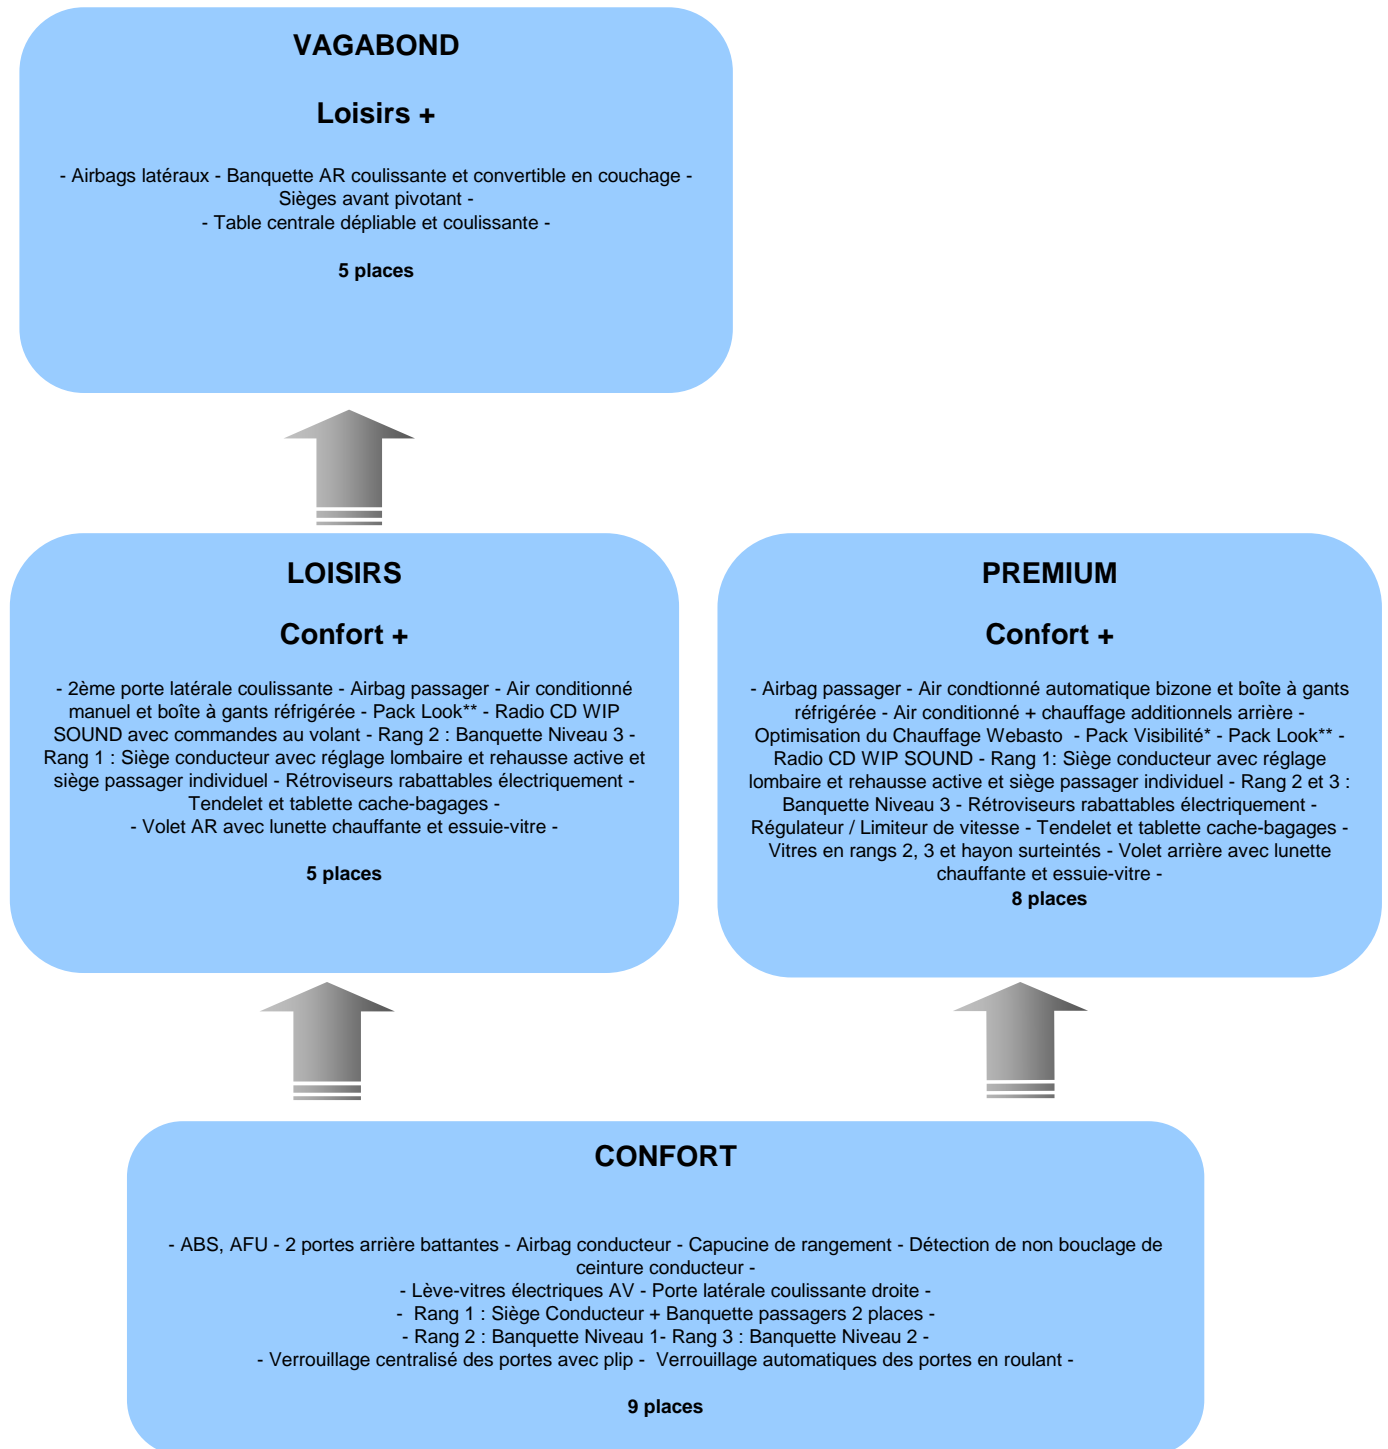 VAGABOND
Loisirs +
- Airbags latéraux - Banquette AR coulissante et convertible en couchage -
Sièges avant pivotant -
- Table centrale dépliable et coulissante -
5 places
LOISIRS
Confort +
- 2ème porte latérale coulissante - Airbag passager - Air conditionné
manuel et boîte à gants réfrigérée - Pack Look** - Radio CD WIP
SOUND avec commandes au volant - Rang 2 : Banquette Niveau 3 -
Rang 1 : Siège conducteur avec réglage lombaire et rehausse active et
siège passager individuel - Rétroviseurs rabattables électriquement -
Tendelet et tablette cache-bagages -
- Volet AR avec lunette chauffante et essuie-vitre -
5 places
PREMIUM
Confort +
- Airbag passager - Air condtionné automatique bizone et boîte à gants
réfrigérée - Air conditionné + chauffage additionnels arrière -
Optimisation du Chauffage Webasto  - Pack Visibilité* - Pack Look** -
Radio CD WIP SOUND - Rang 1: Siège conducteur avec réglage
lombaire et rehausse active et siège passager individuel - Rang 2 et 3 :
Banquette Niveau 3 - Rétroviseurs rabattables électriquement -
Régulateur / Limiteur de vitesse - Tendelet et tablette cache-bagages -
Vitres en rangs 2, 3 et hayon surteintés - Volet arrière avec lunette
chauffante et essuie-vitre -
8 places
CONFORT
- ABS, AFU - 2 portes arrière battantes - Airbag conducteur - Capucine de rangement - Détection de non bouclage de
ceinture conducteur -
- Lève-vitres électriques AV - Porte latérale coulissante droite -
-  Rang 1 : Siège Conducteur + Banquette passagers 2 places -
- Rang 2 : Banquette Niveau 1- Rang 3 : Banquette Niveau 2 -
- Verrouillage centralisé des portes avec plip -  Verrouillage automatiques des portes en roulant -
9 places